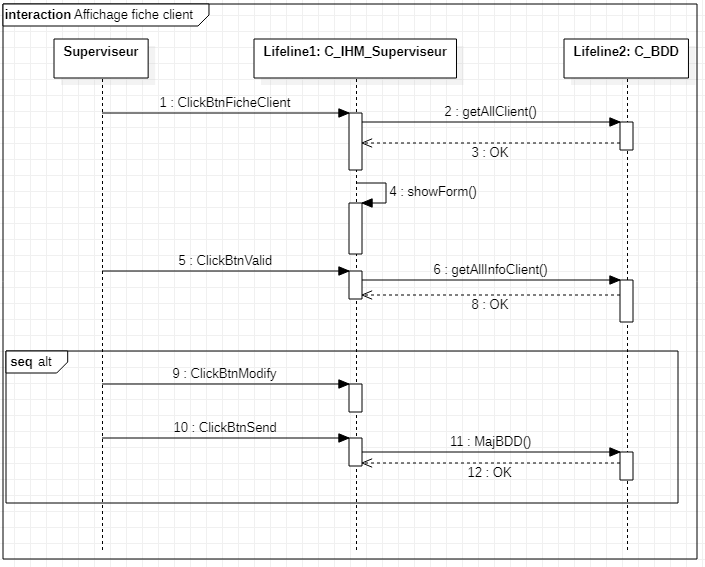 interaction Affichage fiche client
Superviseur
Lifeline1: C_IHM_Superviseur
Lifeline2: C_BDD
1 : ClickBtnFicheClient
2 : getAllClient()
3 : OK
4 : showForm()
5 : ClickBtnValid
6 : getAllInfoClient()
8 : OK
seq alt
9 : ClickBtnModify
10 : ClickBtnSend
11 : MajBDD()
12 : OK